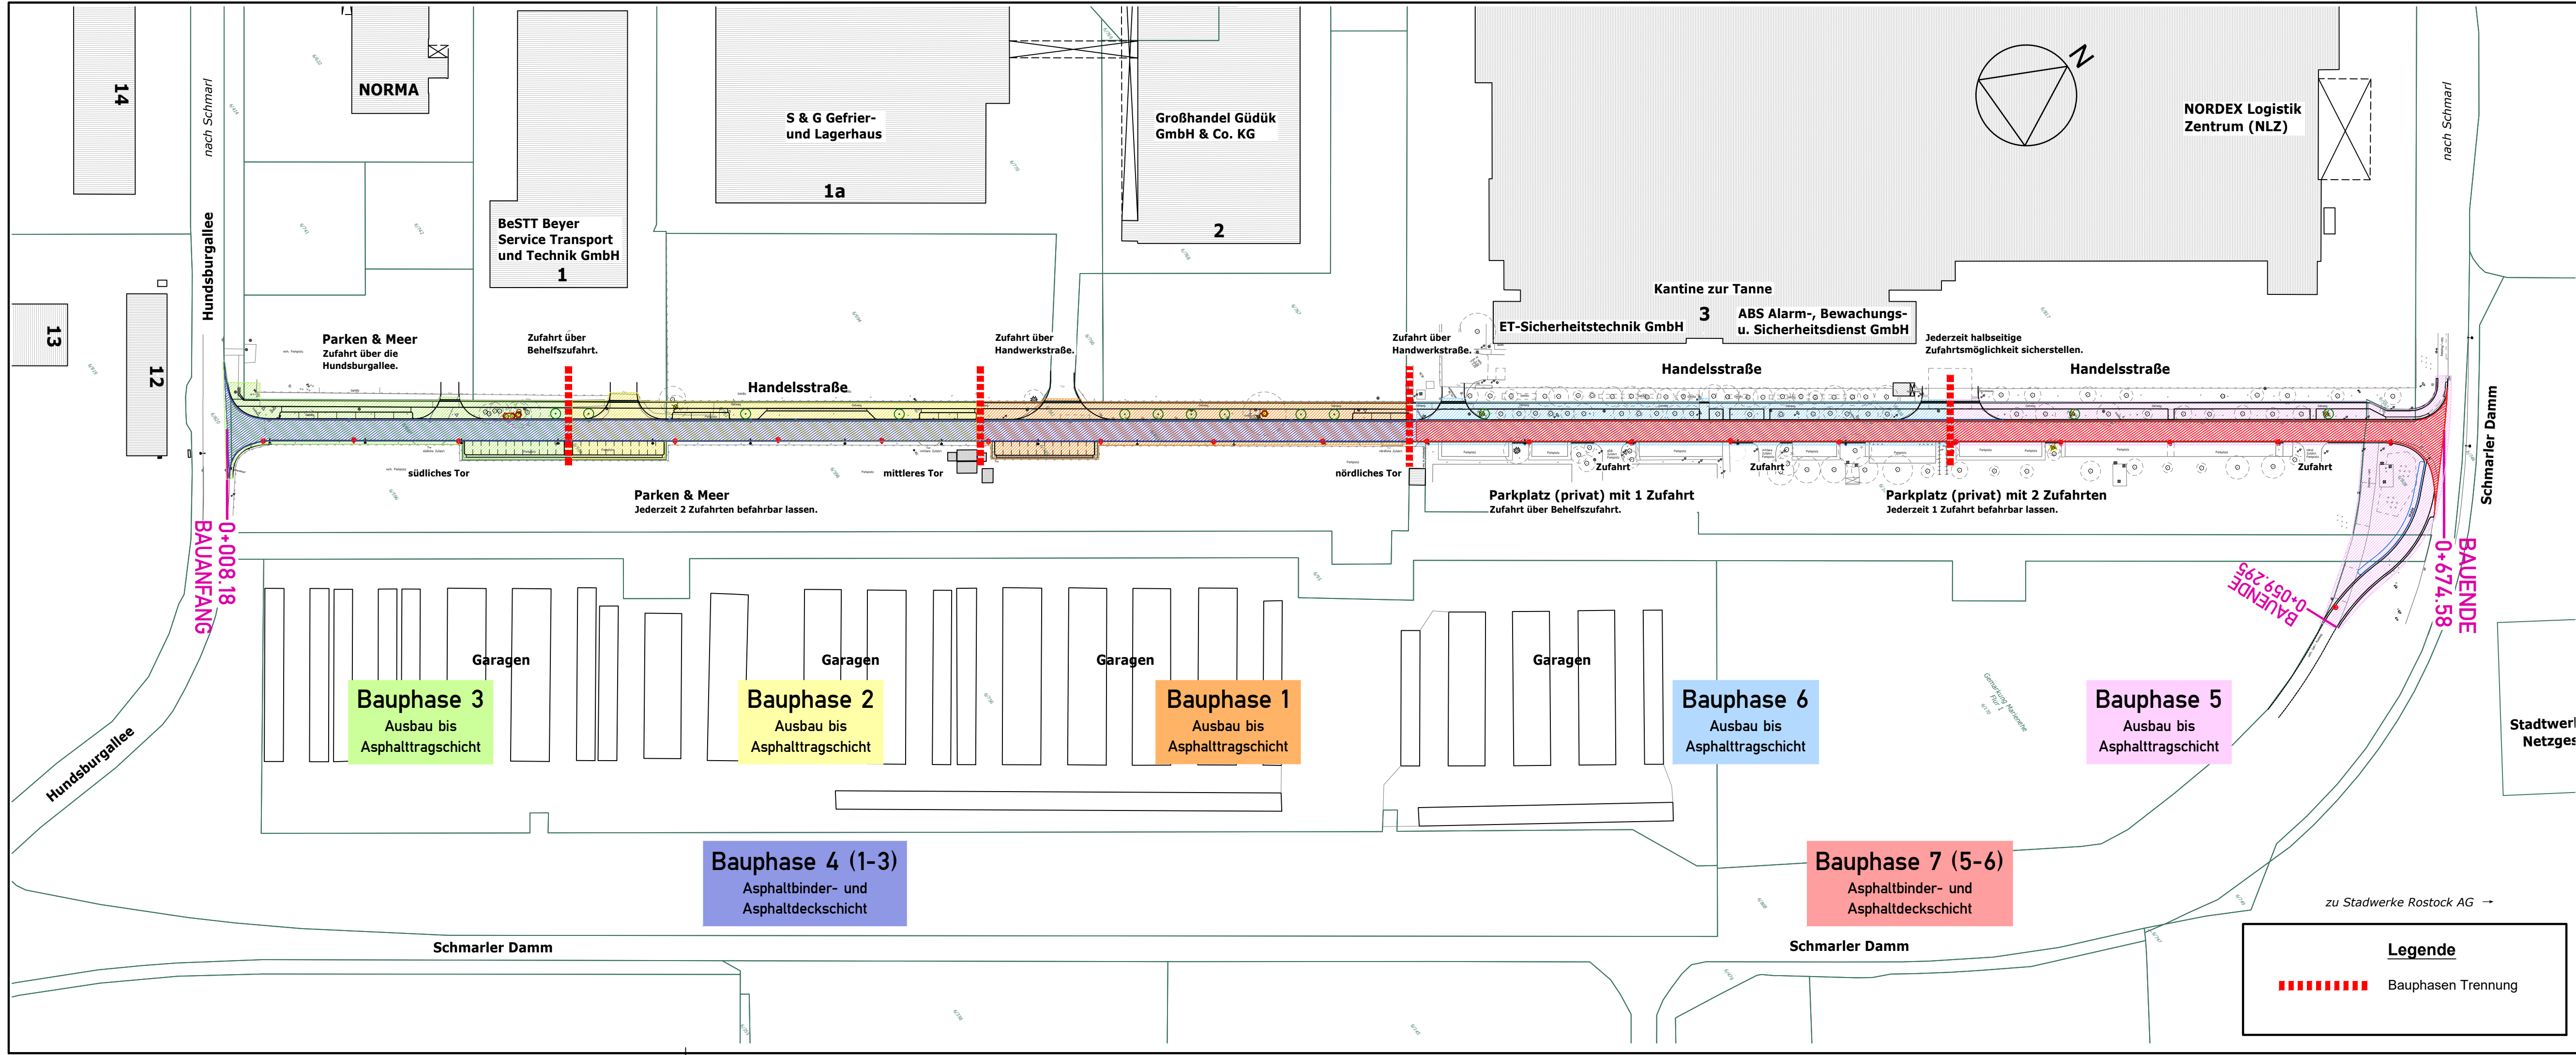 14
nach Schmarl
NORMA
S & G Gefrier-
und Lagerhaus
1a
Großhandel Güdük
GmbH & Co. KG
2
N
NORDEX Logistik
Zentrum (NLZ)
nach Schmarl
Hundsburgallee
BeSTT Beyer
Service Transport
und Technik GmbH
1
13
12
Kantine zur Tanne
3
ET-Sicherheitstechnik GmbH
ABS Alarm-, Bewachungs-
u. Sicherheitsdienst GmbH
Parken & Meer
Zufahrt über die
Hundsburgallee.
Zufahrt über
Behelfszufahrt.
Zufahrt über
Handwerkstraße.
Zufahrt über
Handwerkstraße.
Jederzeit halbseitige
Zufahrtsmöglichkeit sicherstellen.
Handelsstraße
Handelsstraße
Handelsstraße
Schmarler Damm
südliches Tor
mittleres Tor
nördliches Tor
Zufahrt
Zufahrt
Zufahrt
Parken & Meer
Jederzeit 2 Zufahrten befahrbar lassen.
Parkplatz (privat) mit 1 Zufahrt
Zufahrt über Behelfszufahrt.
Parkplatz (privat) mit 2 Zufahrten
Jederzeit 1 Zufahrt befahrbar lassen.
0+008.18
BAUANFANG
BAUENDE
0+059.295
BAUENDE
0+674.58
Garagen
Garagen
Garagen
Garagen
Bauphase 3
Ausbau bis
Asphalttragschicht
Bauphase 2
Ausbau bis
Asphalttragschicht
Bauphase 1
Ausbau bis
Asphalttragschicht
Bauphase 6
Ausbau bis
Asphalttragschicht
Bauphase 5
Ausbau bis
Asphalttragschicht
Gemarkung Marienehe
Flur 1
Stadtwer
Netzges
Hundsburgallee
Bauphase 4 (1-3)
Asphaltbinder- und
Asphaltdeckschicht
Bauphase 7 (5-6)
Asphaltbinder- und
Asphaltdeckschicht
zu Stadwerke Rostock AG →
Schmarler Damm
Schmarler Damm
Legende
Bauphasen Trennung